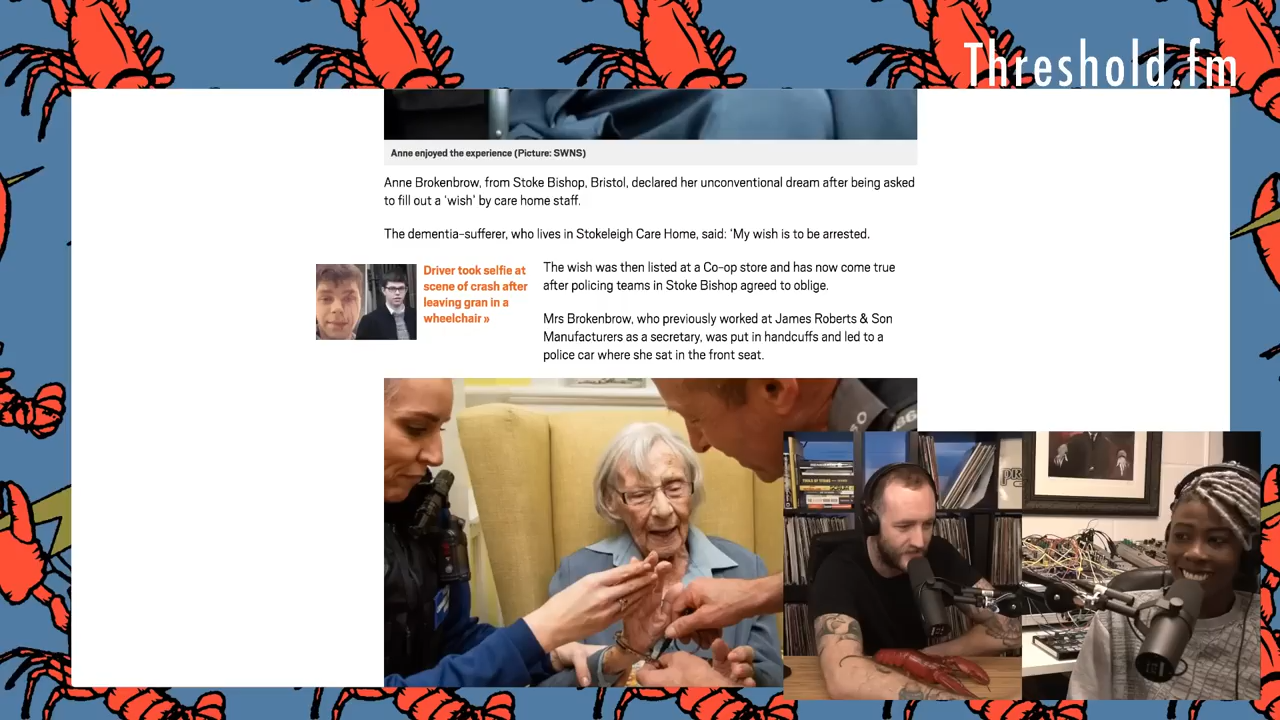 Threshold.fm
Anne enjoyed the experience (Picture: SWNS)
Anne Brokenbrow, from Stoke Bishop, Bristol, declared her unconventional dream after being asked
to fill out a ‘wish’ by care home staff.
The dementia-sufferer, who lives in Stokeleigh Care Home, said: ‘My wish is to be arrested.
Driver took selfie at
scene of crash after
leaving gran in a
wheelchair »
The wish was then listed at a Co-op store and has now come true
after policing teams in Stoke Bishop agreed to oblige.
Mrs Brokenbrow, who previously worked at James Roberts & Son
Manufacturers as a secretary, was put in handcuffs and led to a
police car where she sat in the front seat.